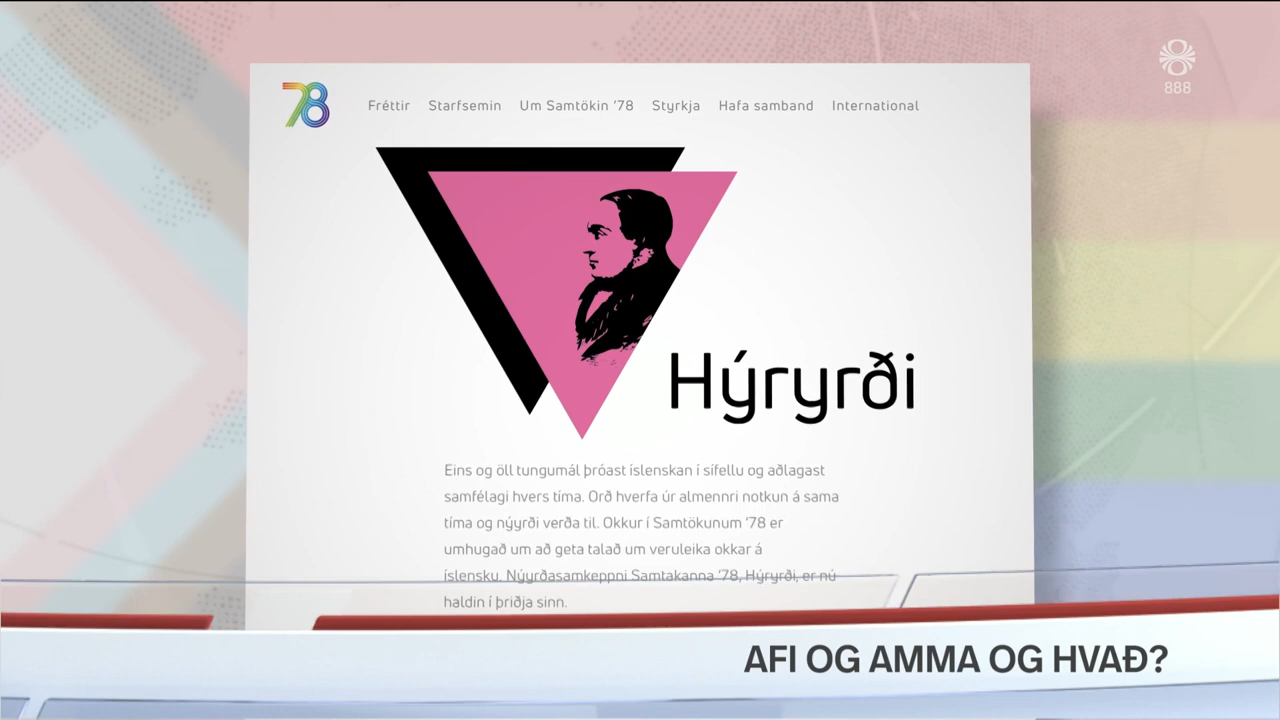 888
78
Fréttir Starfsemin Um Samtökin '78 Styrkja Hafa samband International
Hýryrði
Eins og öll tungumál þróast íslenskan í sífellu og aðlagast
samfélagi hvers tíma. Orð hverfa úr almennri notkun á sama
tíma og nýyrði verða til. Okkur í Samtökunum '78 er
umhugað um að geta talað um veruleika okkar á
íslensku. Nýyrðasamkeppni Samtakanna '78, Hýryrði, er nú
haldin í þriðja sinn.
AFI OG AMMA OG HVAÐ?